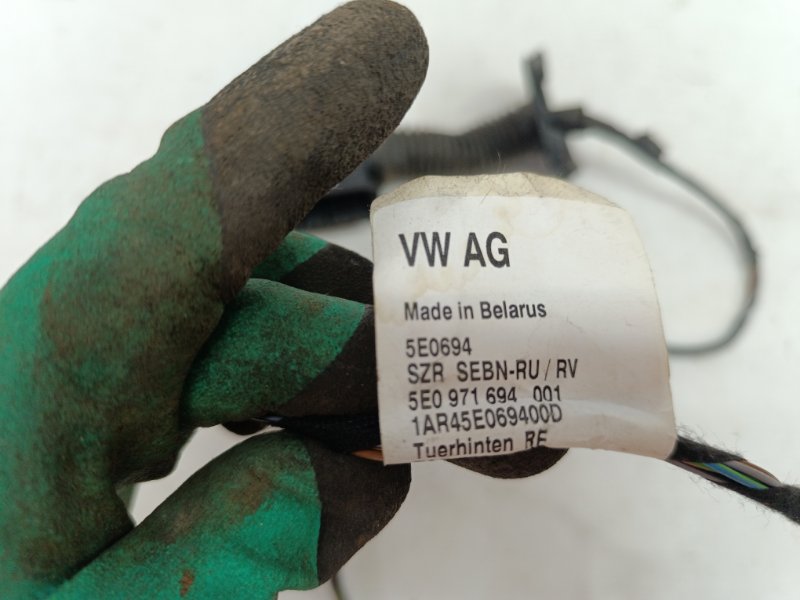 VW AG
Made in Belarus
5E0694
SZR SEBN-RU / RV
5E0 971 694 001
1AR45E069400D
Tuerhinten RE